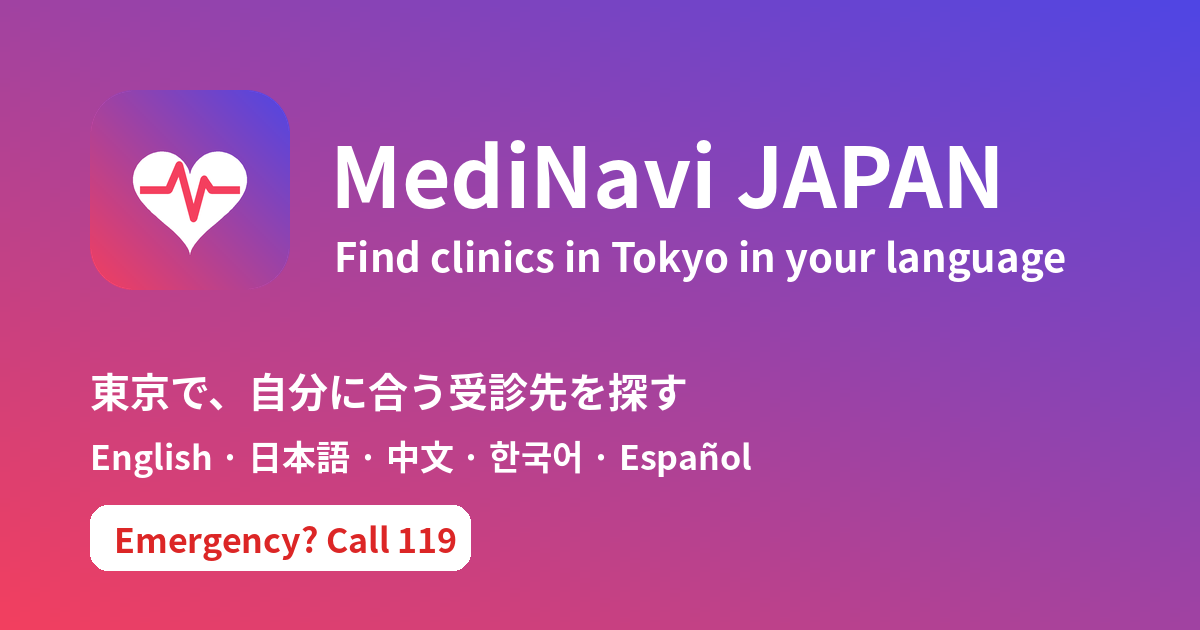 MediNavi JAPAN
Find clinics in Tokyo in your language
東京で、自分に合う受診先を探す
English · 日本語 · 中文 · 한국어 · Español
Emergency? Call 119